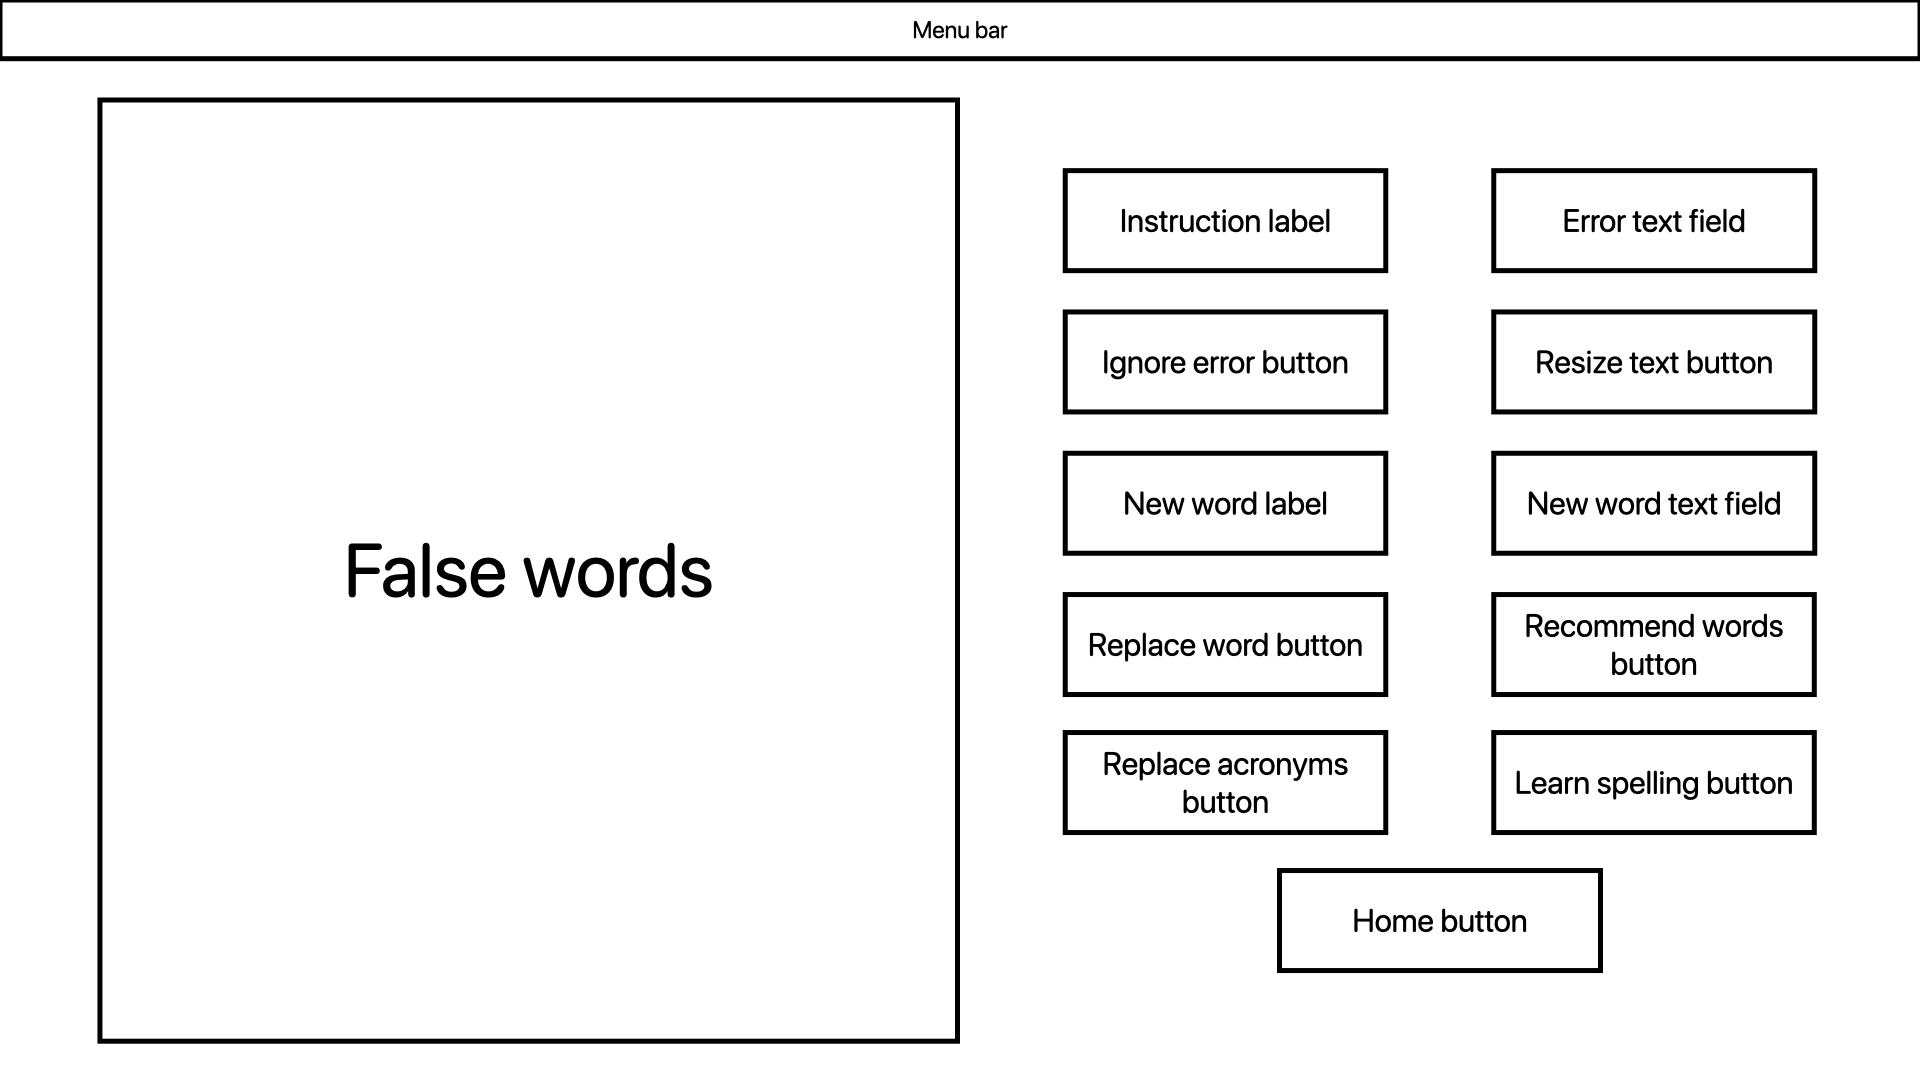 Menu bar
False words
Instruction label
Error text field
Ignore error button
Resize text button
New word label
New word text field
Replace word button
Recommend words
button
Replace acronyms
button
Learn spelling button
Home button